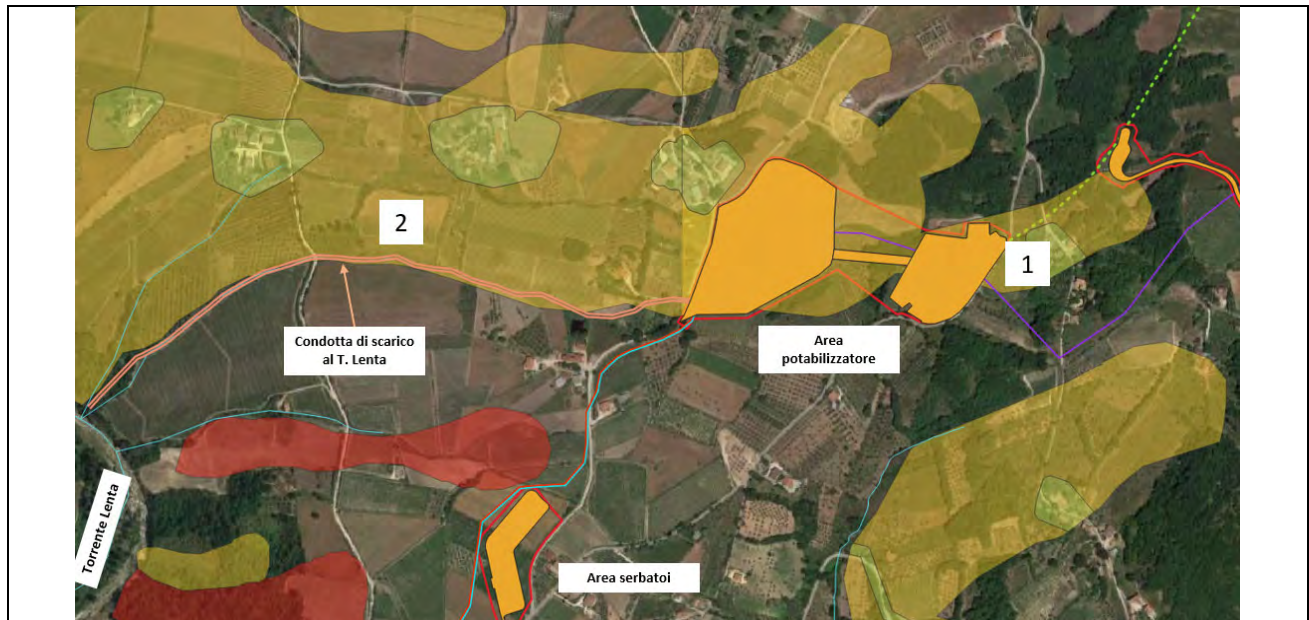 2
1
Condotta di scarico
al T. Lenta
Area
potabilizzatore
Torrente Lenta
Area serbatoi